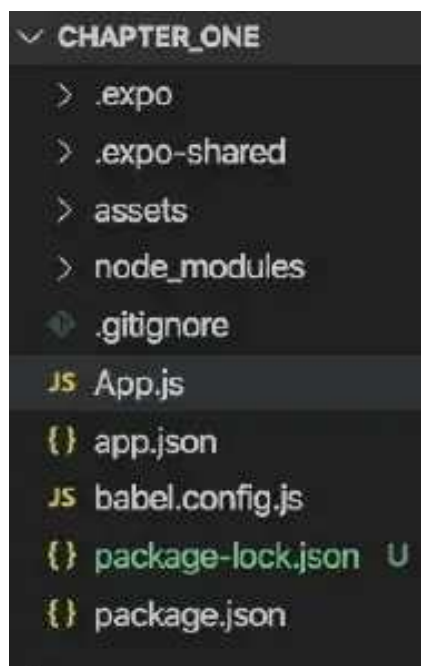 CHAPTER_ONE
.expo
.expo-shared
assets
node_modules
.gitignore
JS App.js
{} app.json
JS babel.config.js
{} package-lock.json U
{} package.json